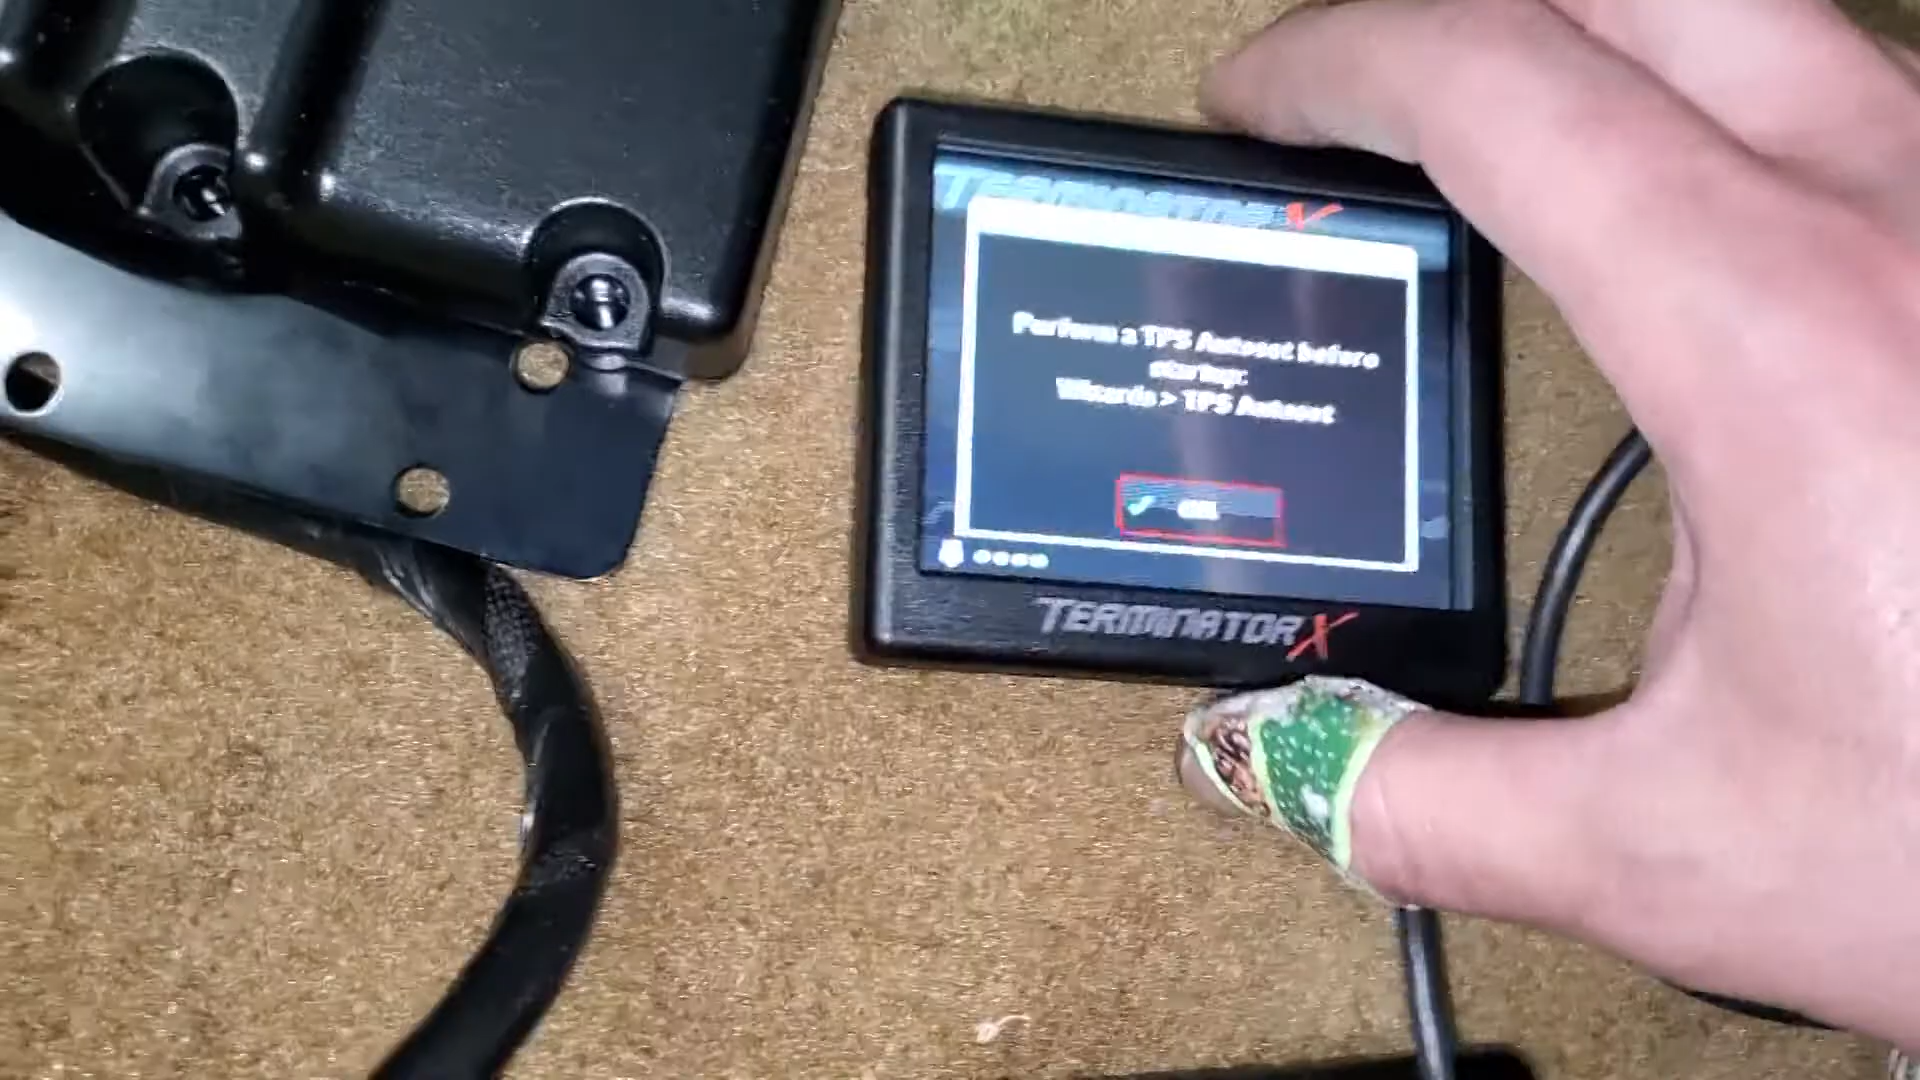 TERMINATOR X
Perform a TPS Autoset before
startup:
Wizards > TPS Autoset
OK
TERMINATOR X